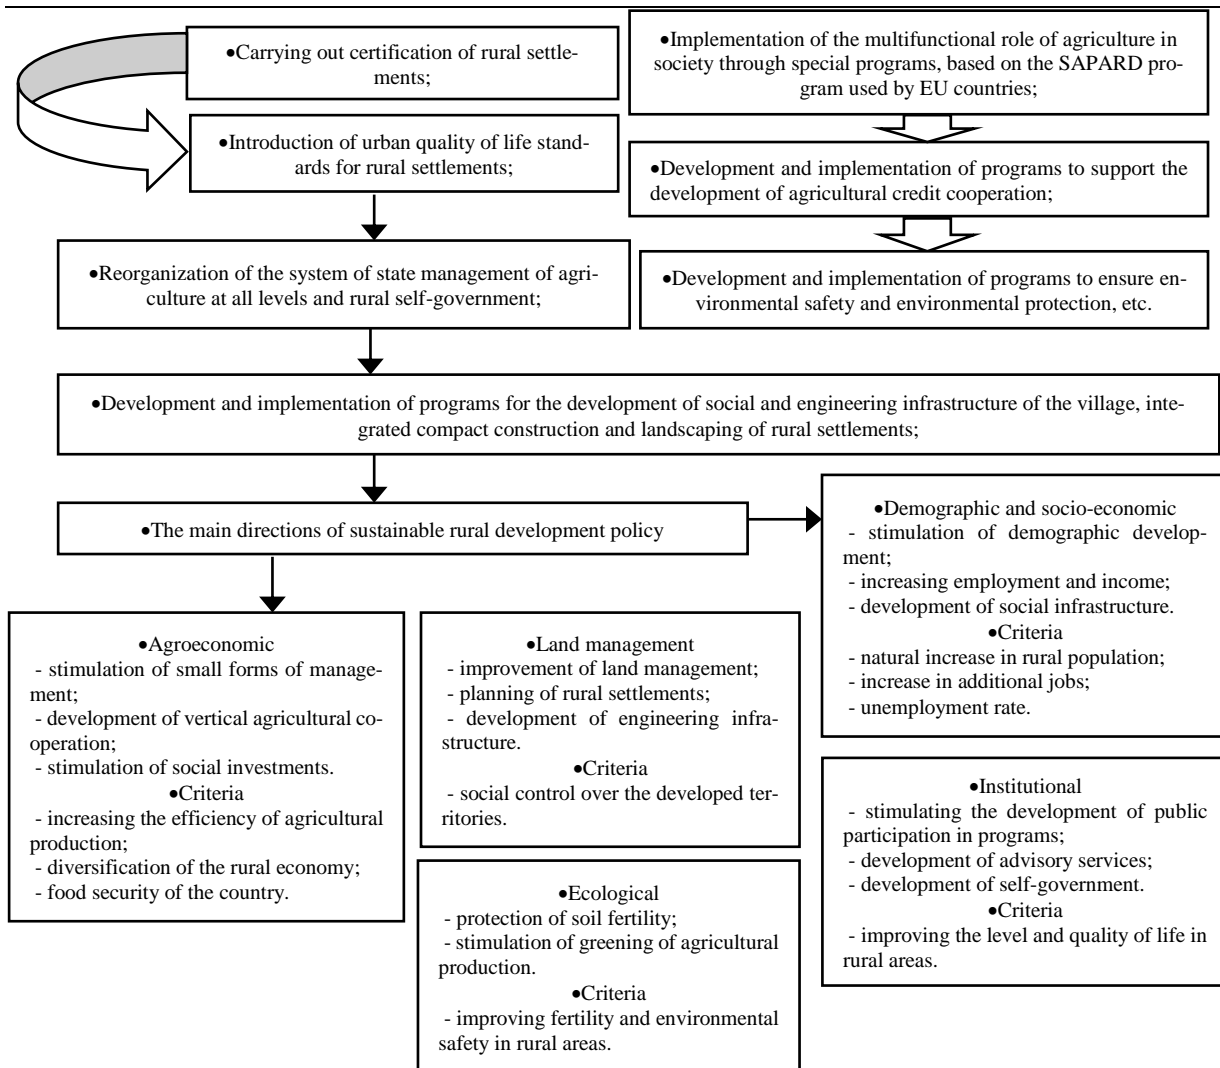 •Carrying out certification of rural settle-
ments;
•Introduction of urban quality of life stand-
ards for rural settlements;
•Reorganization of the system of state management of agri-
culture at all levels and rural self-government;
•Implementation of the multifunctional role of agriculture in
society through special programs, based on the SAPARD pro-
gram used by EU countries;
•Development and implementation of programs to support the
development of agricultural credit cooperation;
•Development and implementation of programs to ensure en-
vironmental safety and environmental protection, etc.
•Development and implementation of programs for the development of social and engineering infrastructure of the village, inte-
grated compact construction and landscaping of rural settlements;
•The main directions of sustainable rural development policy
•Demographic and socio-economic
- stimulation of demographic develop-
ment;
- increasing employment and income;
- development of social infrastructure.
•Criteria
- natural increase in rural population;
- increase in additional jobs;
- unemployment rate.
•Agroeconomic
- stimulation of small forms of manage-
ment;
- development of vertical agricultural co-
operation;
- stimulation of social investments.
•Criteria
- increasing the efficiency of agricultural
production;
- diversification of the rural economy;
- food security of the country.
•Land management
- improvement of land management;
- planning of rural settlements;
- development of engineering infra-
structure.
•Criteria
- social control over the developed ter-
ritories.
•Ecological
- protection of soil fertility;
- stimulation of greening of agricultural
production.
•Criteria
- improving fertility and environmental
safety in rural areas.
•Institutional
- stimulating the development of public
participation in programs;
- development of advisory services;
- development of self-government.
•Criteria
- improving the level and quality of life in
rural areas.